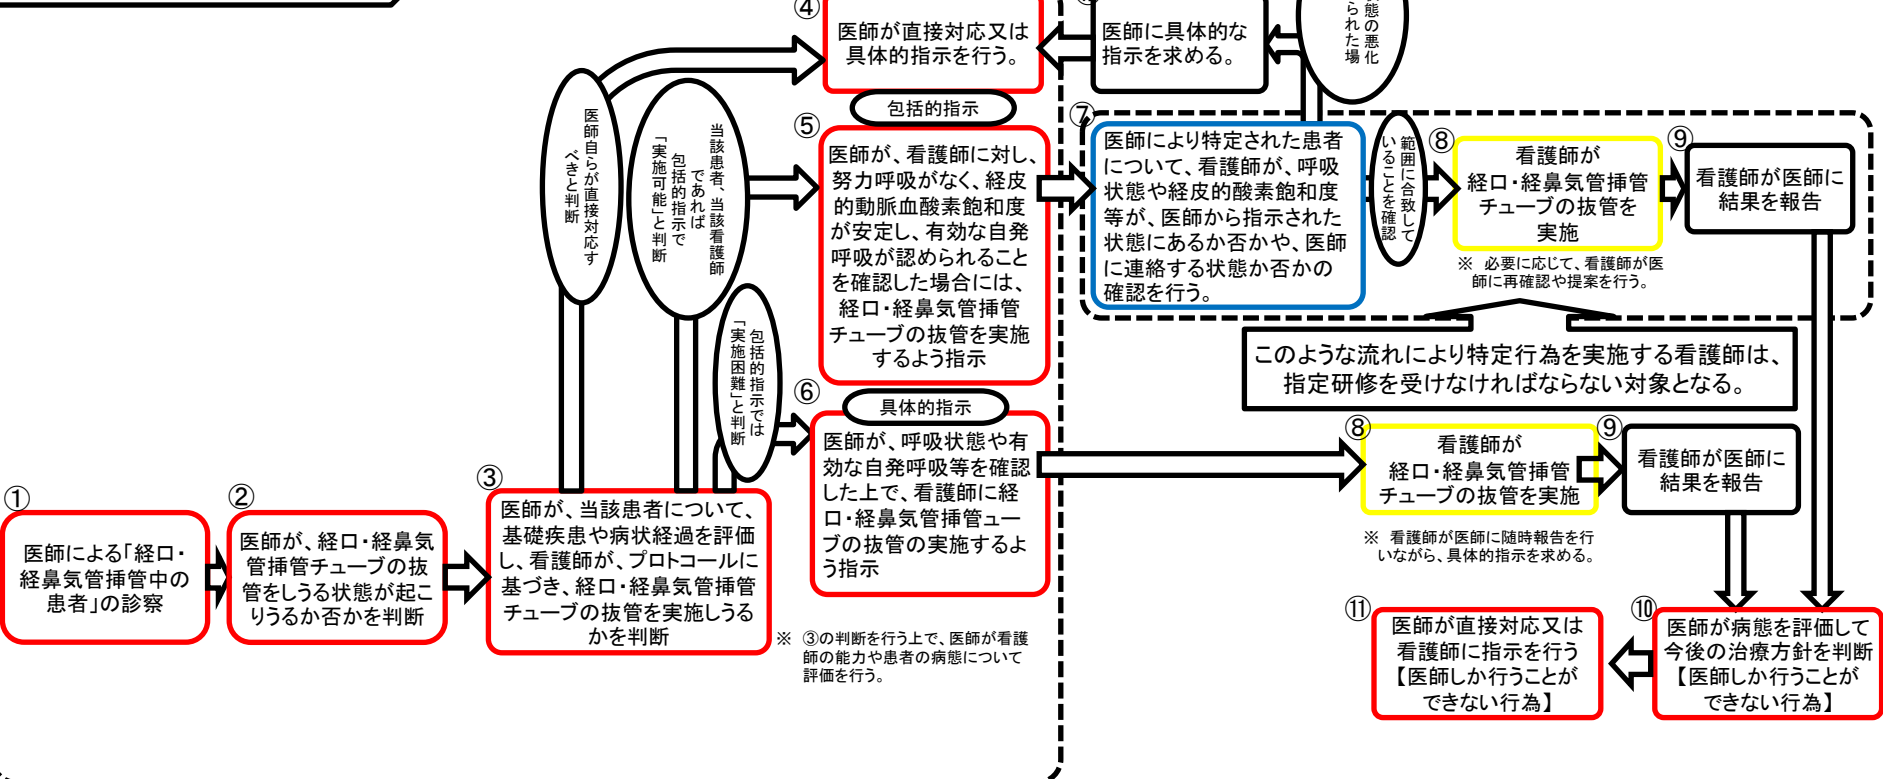 ④
医師が直接対応又は
具体的指示を行う。
医師に具体的な
指示を求める。
態の悪化
られた場
包括的指示
⑤
医師が、看護師に対し、
努力呼吸がなく、経皮
的動脈血酸素飽和度
が安定し、有効な自発
呼吸が認められること
を確認した場合には、
経口・経鼻気管挿管
チューブの抜管を実施
するよう指示
医師自らが直接対応す
べきと判断
当該患者、当該看護師
であれば
包括的指示で
「実施可能」と判断
包括的指示では
「実施困難」と判断
⑦
医師により特定された患者
について、看護師が、呼吸
状態や経皮的酸素飽和度
等が、医師から指示された
状態にあるか否かや、医師
に連絡する状態か否かの
確認を行う。
範囲に合致して
いることを確認
⑧
看護師が
経口・経鼻気管挿管
チューブの抜管を
実施
※ 必要に応じて、看護師が医
師に再確認や提案を行う。
⑨
看護師が医師に
結果を報告
このような流れにより特定行為を実施する看護師は、
指定研修を受けなければならない対象となる。
⑥
具体的指示
医師が、呼吸状態や有
効な自発呼吸等を確認
した上で、看護師に経
口・経鼻気管挿管ュー
ブの抜管の実施するよ
う指示
⑧
看護師が
経口・経鼻気管挿管
チューブの抜管を実施
※ 看護師が医師に随時報告を行
いながら、具体的指示を求める。
⑨
看護師が医師に
結果を報告
①
医師による「経口・
経鼻気管挿管中の
患者」の診察
②
医師が、経口・経鼻気
管挿管チューブの抜
管をしうる状態が起こ
りうるか否かを判断
③
医師が、当該患者について、
基礎疾患や病状経過を評価
し、看護師が、プロトコールに
基づき、経口・経鼻気管挿管
チューブの抜管を実施しうる
かを判断
※ ③の判断を行う上で、医師が看護
師の能力や患者の病態について
評価を行う。
⑪
医師が直接対応又は
看護師に指示を行う
【医師しか行うことが
できない行為】
⑩
医師が病態を評価して
今後の治療方針を判断
【医師しか行うことが
できない行為】